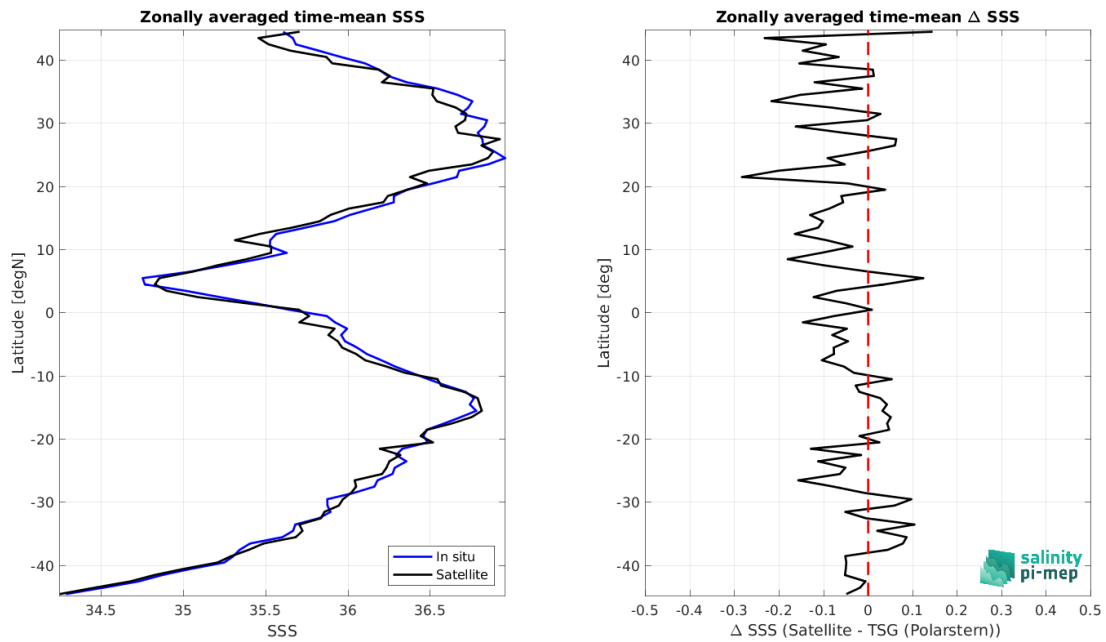 Zonally averaged time-mean SSS
40
30
20
10
0
-10
-20
-30
-40
Latitude [degN]
34.5 35 35.5 36 36.5
SSS
In situ
Satellite
Zonally averaged time-mean Δ SSS
40
30
20
10
0
-10
-20
-30
-40
Latitude [deg]
-0.5 -0.4 -0.3 -0.2 -0.1 0 0.1 0.2 0.3 0.4 0.5
Δ SSS (Satellite - TSG (Polarstern))
salinity
pi-mep